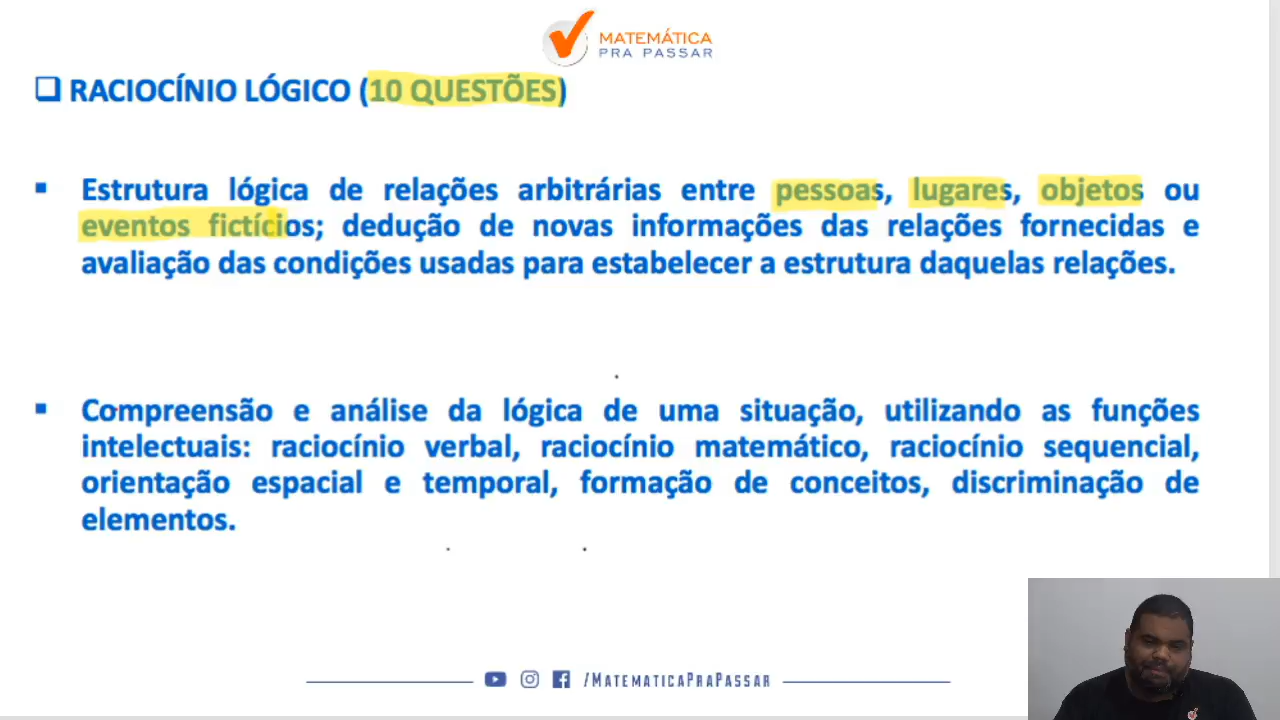 MATEMÁTICA
PRA PASSAR
RACIOCÍNIO LÓGICO (10 QUESTÕES)
Estrutura lógica de relações arbitrárias entre pessoas, lugares, objetos ou
eventos fictícios; dedução de novas informações das relações fornecidas e
avaliação das condições usadas para estabelecer a estrutura daquelas relações.
Compreensão e análise da lógica de uma situação, utilizando as funções
intelectuais: raciocínio verbal, raciocínio matemático, raciocínio sequencial,
orientação espacial e temporal, formação de conceitos, discriminação de
elementos.
/MATEMATICAPRAPASSAR